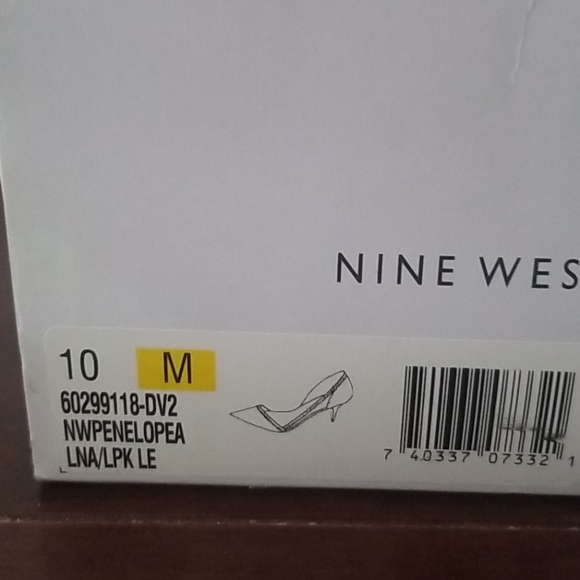 NINE WES
10 M
60299118-DV2
NWPENELOPEA
LNA/LPK LE
7 40337 07332 1